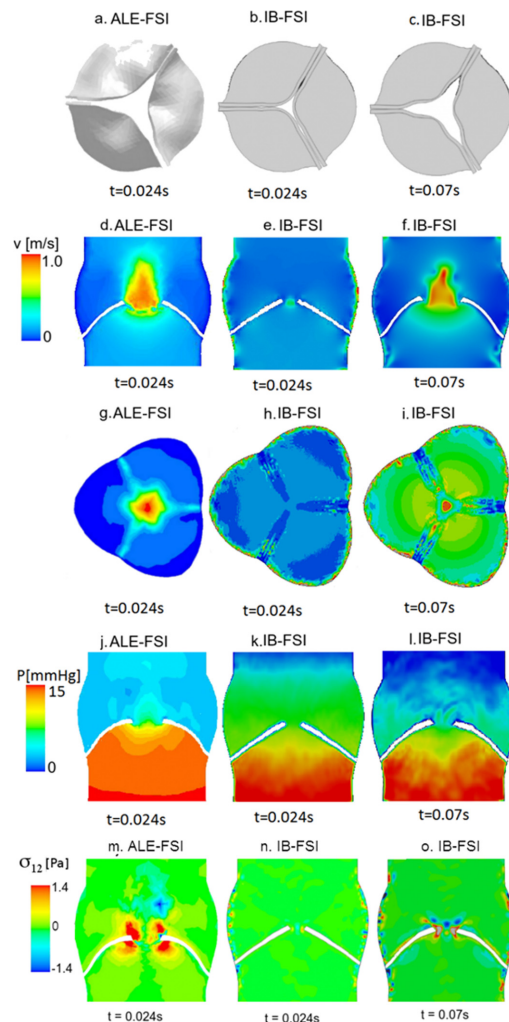 a. ALE-FSI b. IB-FSI c. IB-FSI
t=0.024s t=0.024s t=0.07s
d. ALE-FSI e. IB-FSI f. IB-FSI
v [m/s]
1.0
0
t=0.024s t=0.024s t=0.07s
g. ALE-FSI h. IB-FSI i. IB-FSI
t=0.024s t=0.024s t=0.07s
j. ALE-FSI k. IB-FSI l. IB-FSI
P[mmHg]
15
0
t=0.024s t=0.024s t=0.07s
m. ALE-FSI n. IB-FSI o. IB-FSI
σ12 [Pa]
1.4
-1.4
t = 0.024s t = 0.024s t = 0.07s